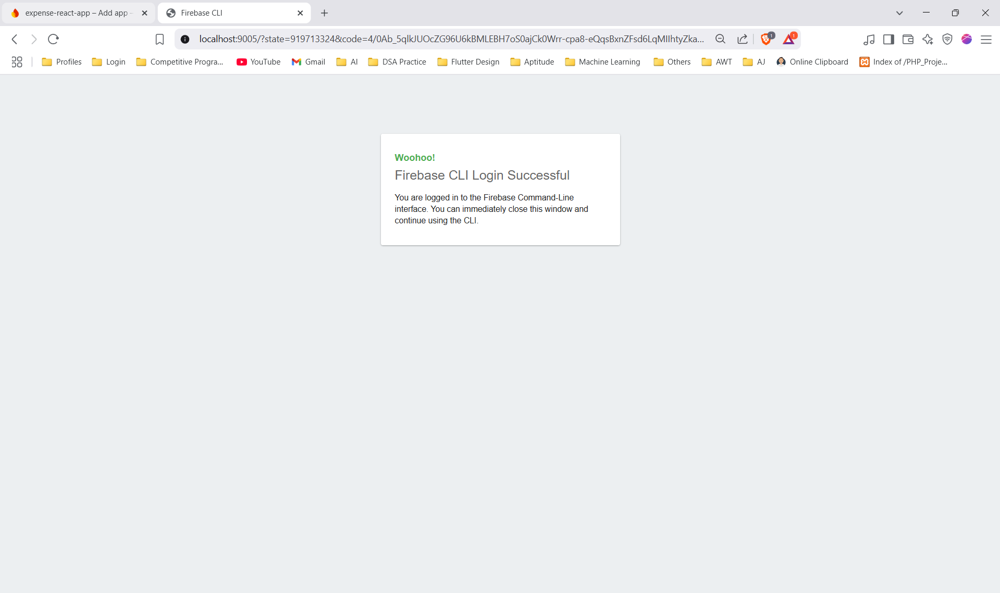 expense-react-app – Add app –
Firebase CLI
localhost:9005/?state=919713324&code=4/0Ab_5qlkJUOcZG96U6kBMLEBH7oS0ajCk0Wrr-cpa8-eQqsBxnZFsd6LqMIIhtyZka...
1
1
Profiles
Login
Competitive Progra...
YouTube
Gmail
AI
DSA Practice
Flutter Design
Aptitude
Machine Learning
Others
AWT
AJ
Online Clipboard
Index of /PHP_Proje...
Woohoo!
Firebase CLI Login Successful
You are logged in to the Firebase Command-Line
interface. You can immediately close this window and
continue using the CLI.